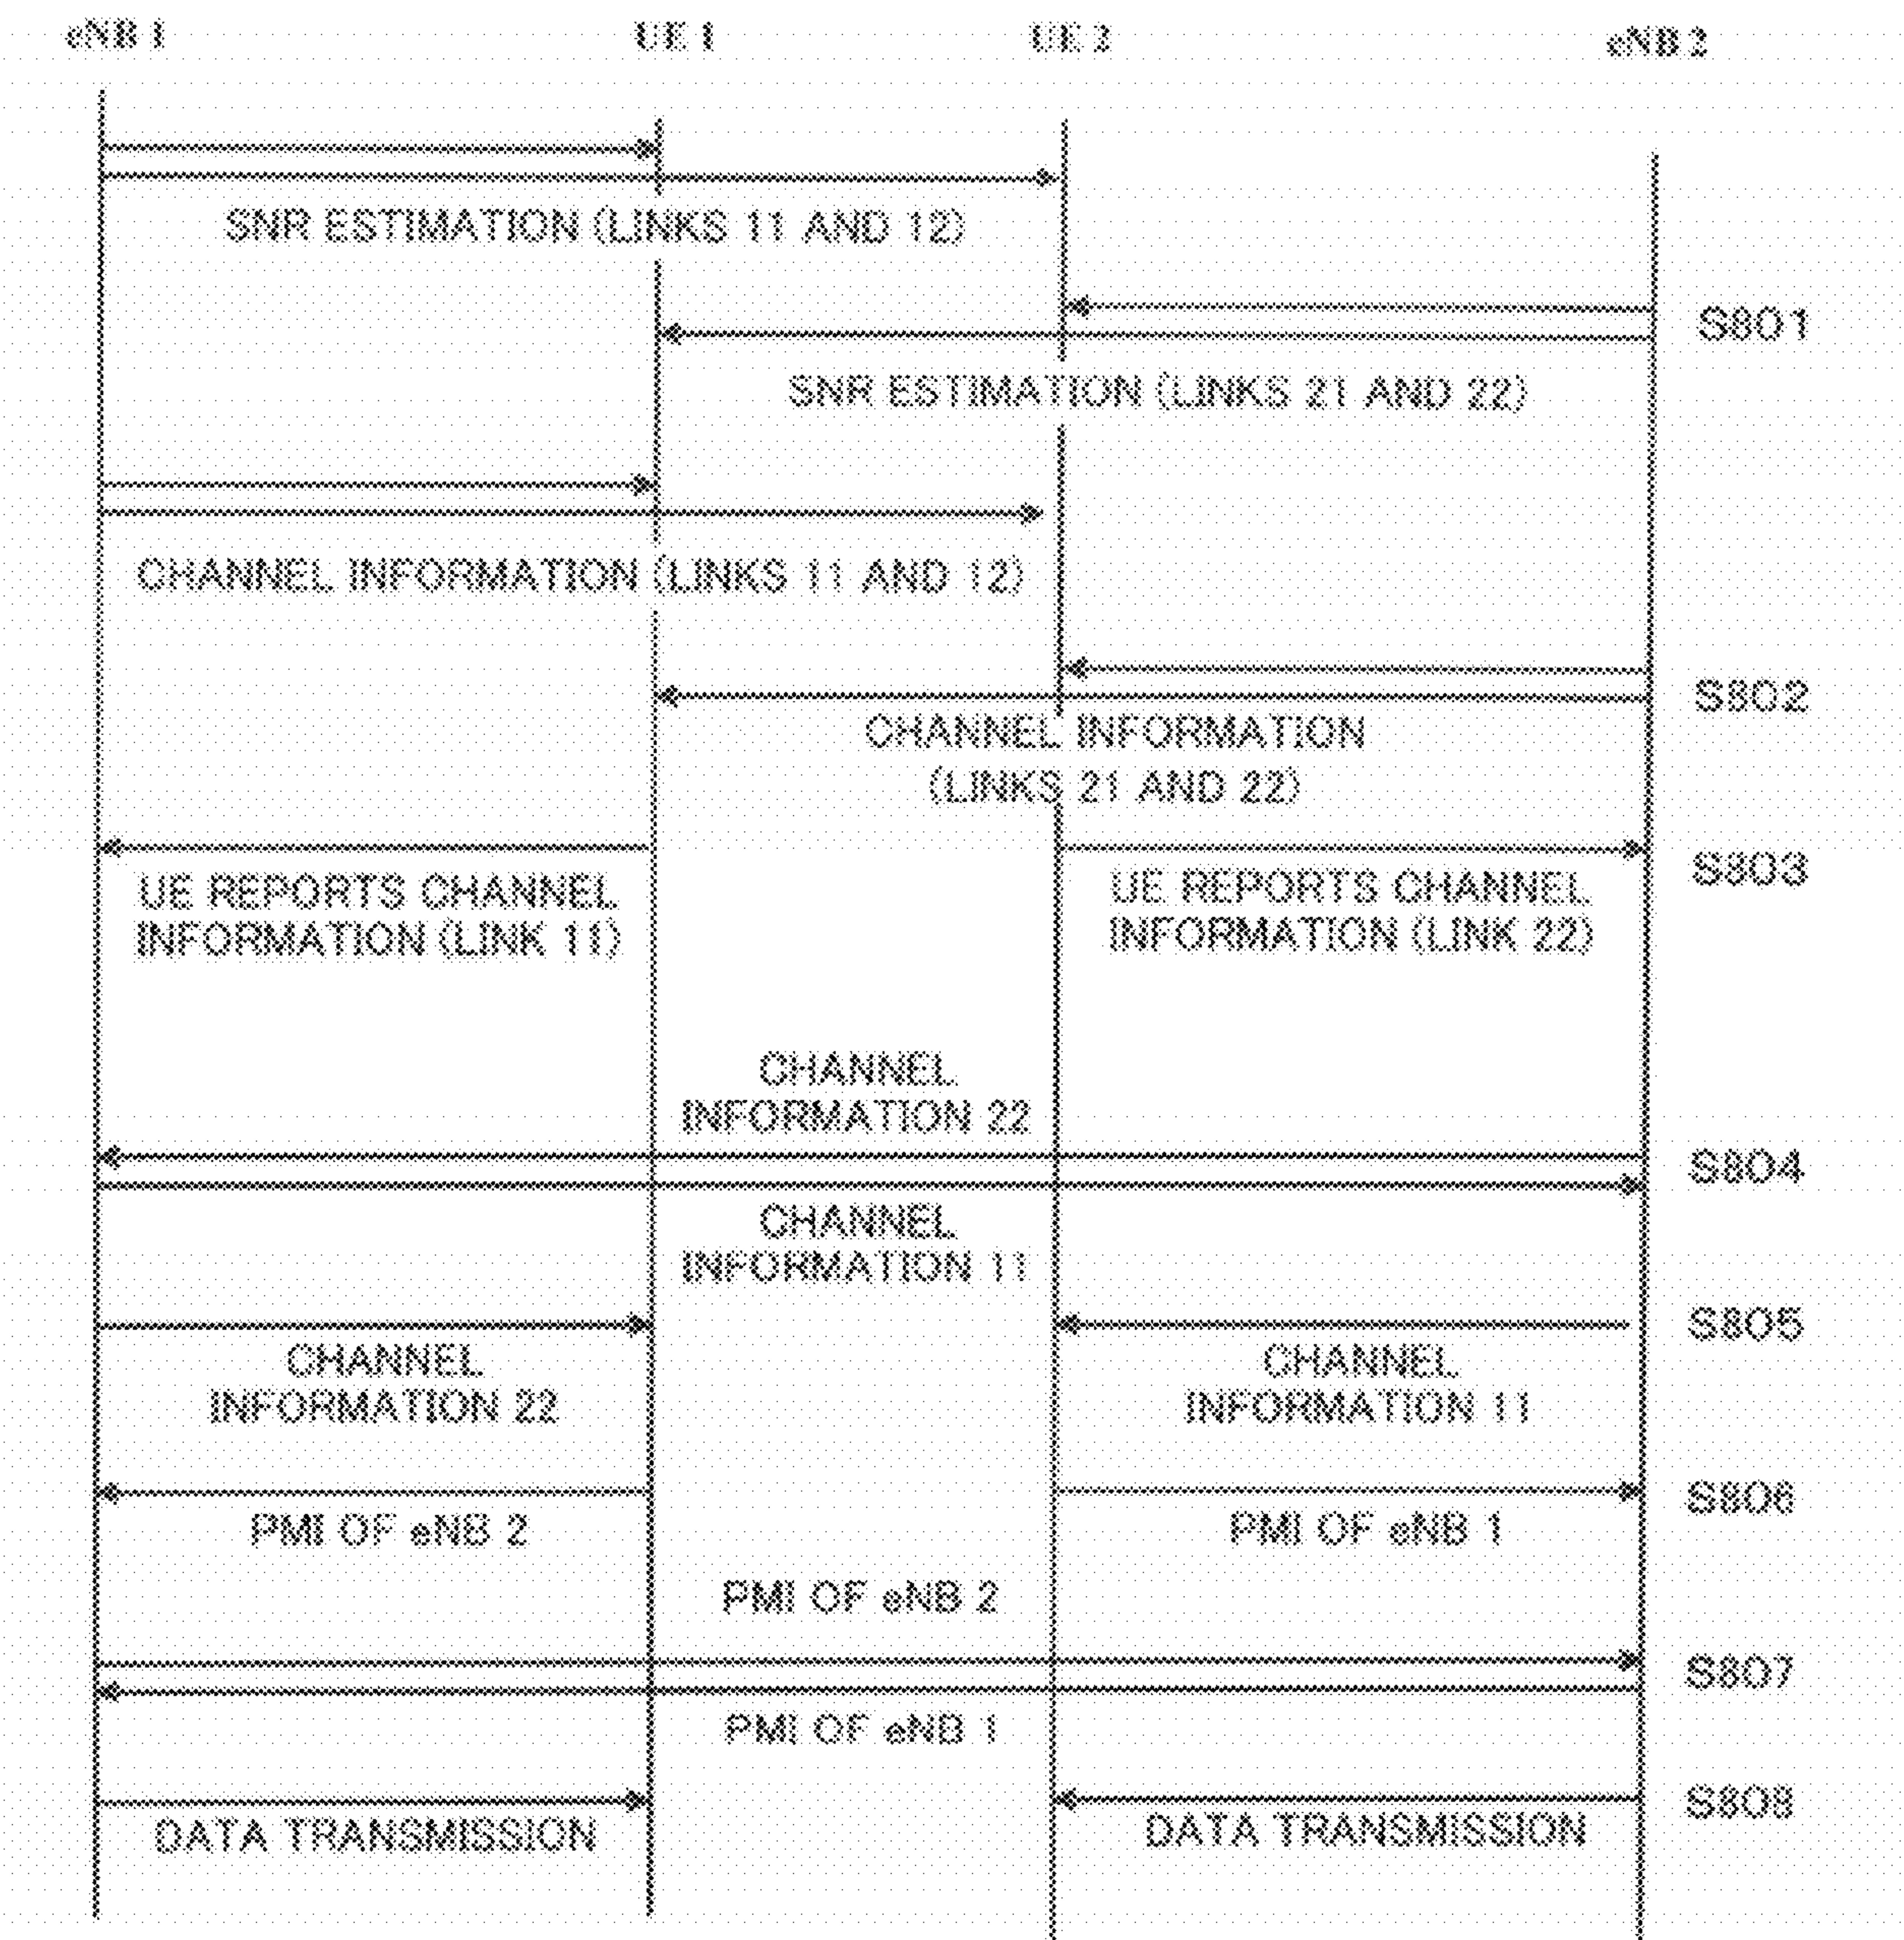 eNB 1 UE 1 UE 2 eNB 2
SNR ESTIMATION (LINKS 11 AND 12)
S801
SNR ESTIMATION (LINKS 21 AND 22)
CHANNEL INFORMATION (LINKS 11 AND 12)
S802
CHANNEL INFORMATION
(LINKS 21 AND 22)
S803
UE REPORTS CHANNEL
INFORMATION (LINK 11)
UE REPORTS CHANNEL
INFORMATION (LINK 22)
CHANNEL
INFORMATION 22
S804
CHANNEL
INFORMATION 11
S805
CHANNEL
INFORMATION 22
CHANNEL
INFORMATION 11
S806
PMI OF eNB 2
PMI OF eNB 1
PMI OF eNB 2
S807
PMI OF eNB 1
S808
DATA TRANSMISSION
DATA TRANSMISSION